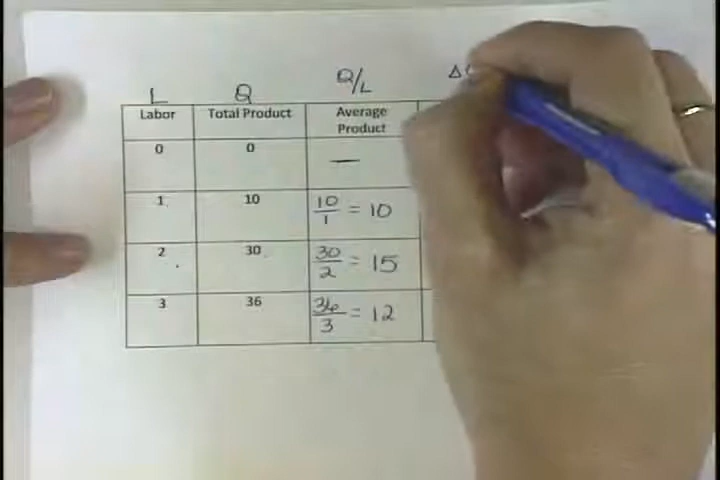 L Q Q/L Δ
Labor Total Product Average Product
0 0 —
1 10 10/1 = 10
2 30 30/2 = 15
3 36 36/3 = 12